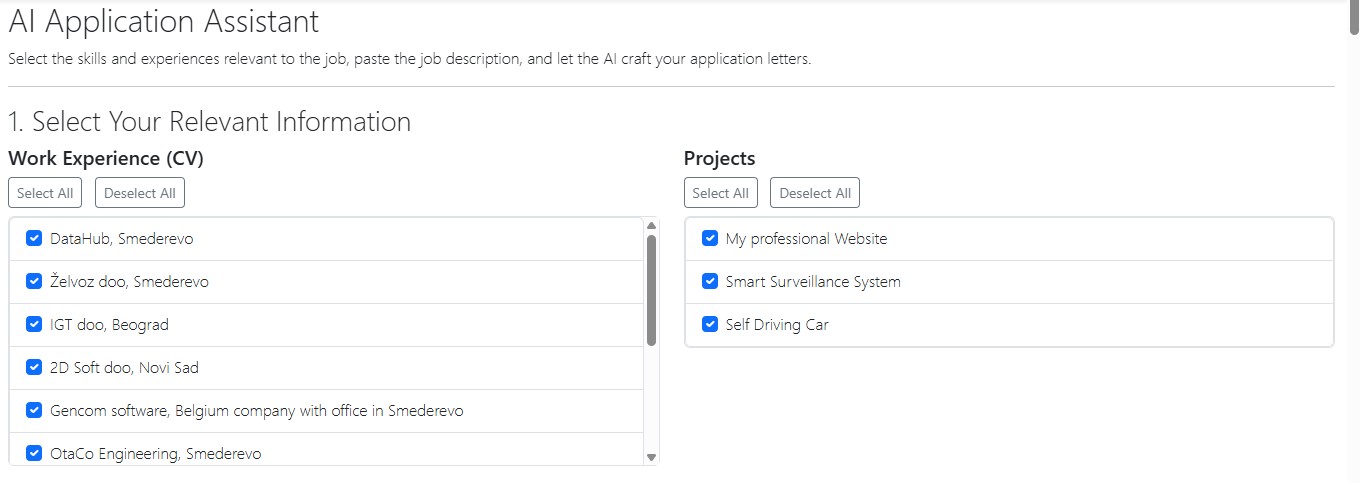 AI Application Assistant
Select the skills and experiences relevant to the job, paste the job description, and let the AI craft your application letters.
1. Select Your Relevant Information
Work Experience (CV)
Select All
Deselect All
DataHub, Smederevo
Želvoz doo, Smederevo
IGT doo, Beograd
2D Soft doo, Novi Sad
Gencom software, Belgium company with office in Smederevo
OtaCo Engineering, Smederevo
Projects
Select All
Deselect All
My professional Website
Smart Surveillance System
Self Driving Car